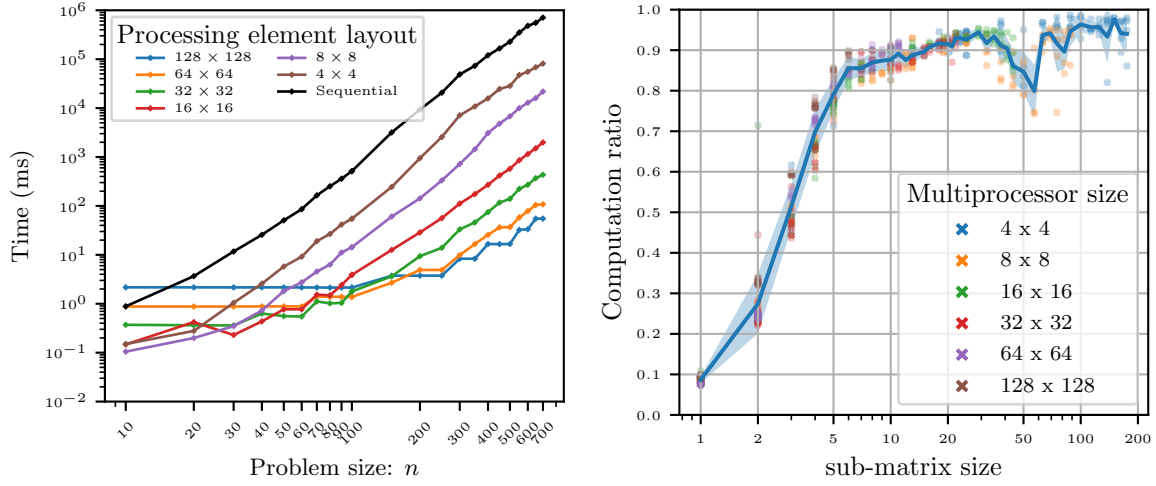 Processing element layout
128 × 128
64 × 64
32 × 32
16 × 16
8 × 8
4 × 4
Sequential
10^6
10^5
10^4
10^3
10^2
10^1
10^0
10^-1
10^-2
Time (ms)
10 20 30 40 50 60 70 80 90 100 200 300 400 500 600 700
Problem size: n
1.0
0.9
0.8
0.7
0.6
0.5
0.4
0.3
0.2
0.1
0.0
Computation ratio
Multiprocessor size
4 x 4
8 x 8
16 x 16
32 x 32
64 x 64
128 x 128
1 2 5 10 20 50 100 200
sub-matrix size